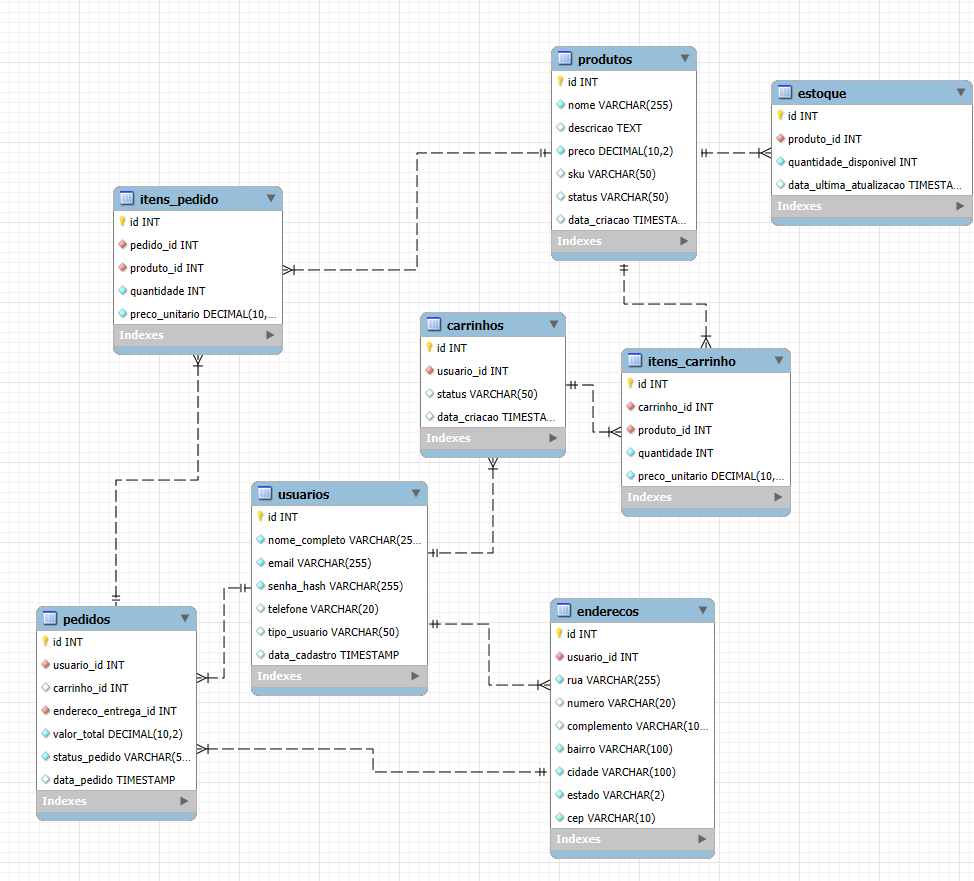 produtos
id INT
nome VARCHAR(255)
descricao TEXT
preco DECIMAL(10,2)
sku VARCHAR(50)
status VARCHAR(50)
data_criacao TIMESTA...
Indexes
estoque
id INT
produto_id INT
quantidade_disponivel INT
data_ultima_atualizacao TIMESTA...
Indexes
itens_pedido
id INT
pedido_id INT
produto_id INT
quantidade INT
preco_unitario DECIMAL(10,...
Indexes
carrinhos
id INT
usuario_id INT
status VARCHAR(50)
data_criacao TIMESTA...
Indexes
itens_carrinho
id INT
carrinho_id INT
produto_id INT
quantidade INT
preco_unitario DECIMAL(10,...
Indexes
usuarios
id INT
nome_completo VARCHAR(25...
email VARCHAR(255)
senha_hash VARCHAR(255)
telefone VARCHAR(20)
tipo_usuario VARCHAR(50)
data_cadastro TIMESTAMP
Indexes
pedidos
id INT
usuario_id INT
carrinho_id INT
endereco_entrega_id INT
valor_total DECIMAL(10,2)
status_pedido VARCHAR(5...
data_pedido TIMESTAMP
Indexes
enderecos
id INT
usuario_id INT
rua VARCHAR(255)
numero VARCHAR(20)
complemento VARCHAR(10...
bairro VARCHAR(100)
cidade VARCHAR(100)
estado VARCHAR(2)
cep VARCHAR(10)
Indexes